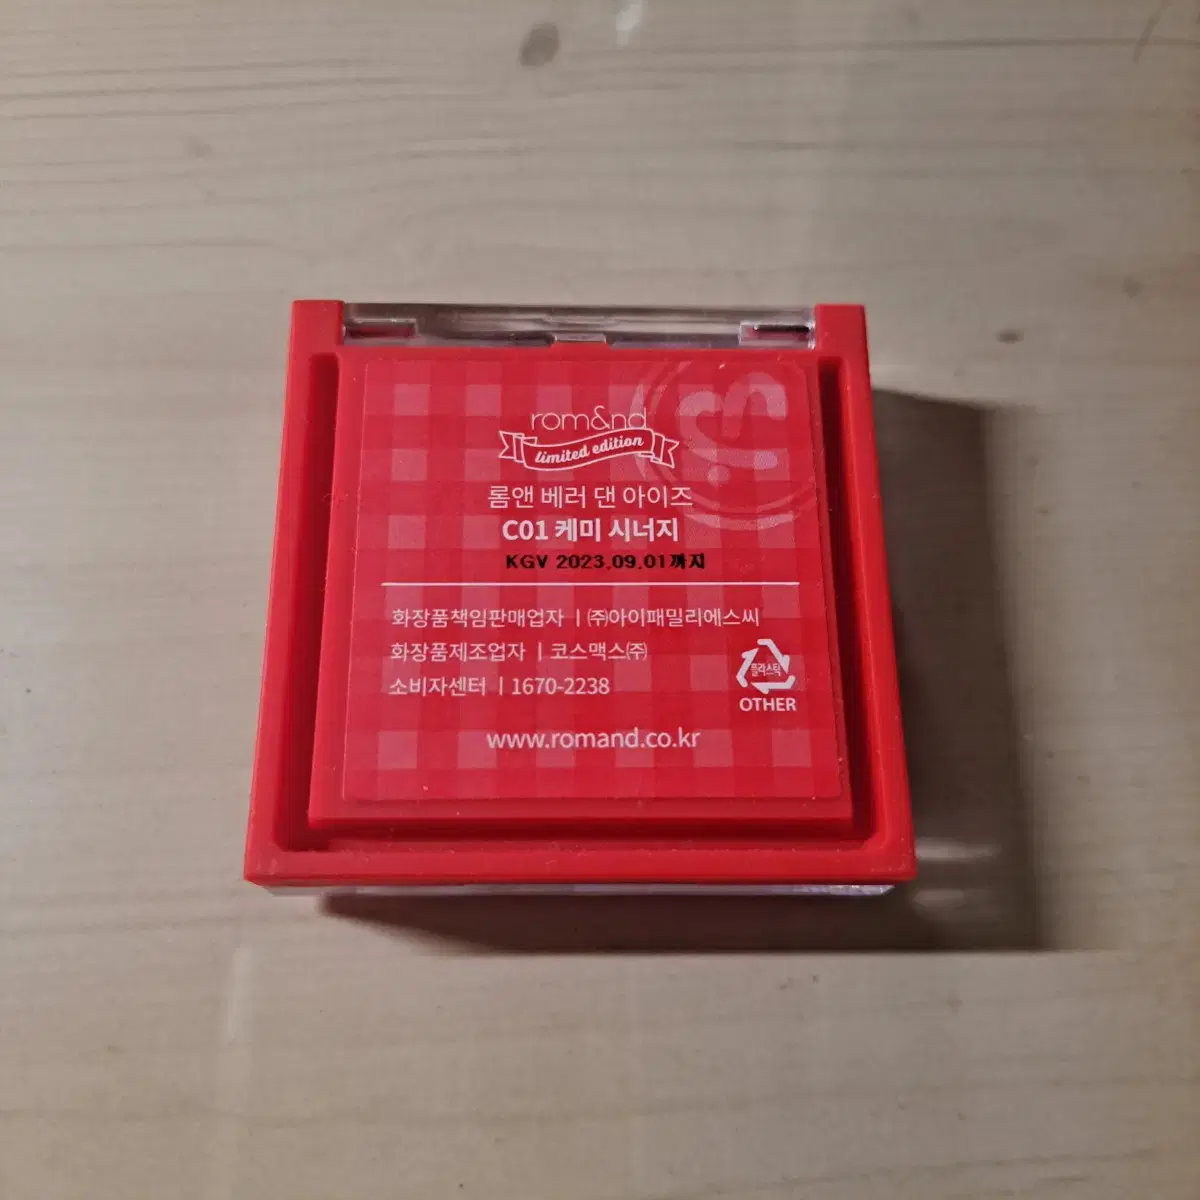 rom&nd
limited edition
롬앤 베러 댄 아이즈
C01 케미 시너지
KGV 2023.09.01까지
화장품책임판매업자 | ㈜아이패밀리에스씨
화장품제조업자 | 코스맥스㈜
소비자센터 | 1670-2238
플라스틱
OTHER
www.romand.co.kr